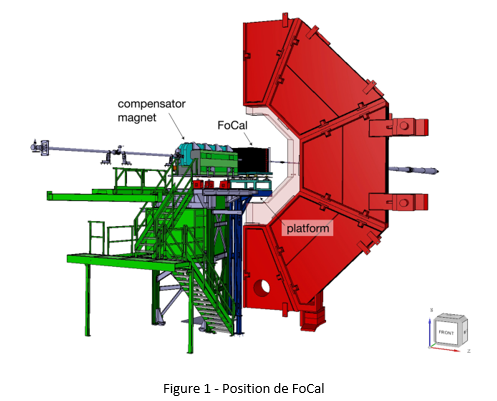 compensator
magnet
FoCal
platform
FRONT
Figure 1 - Position de FoCal